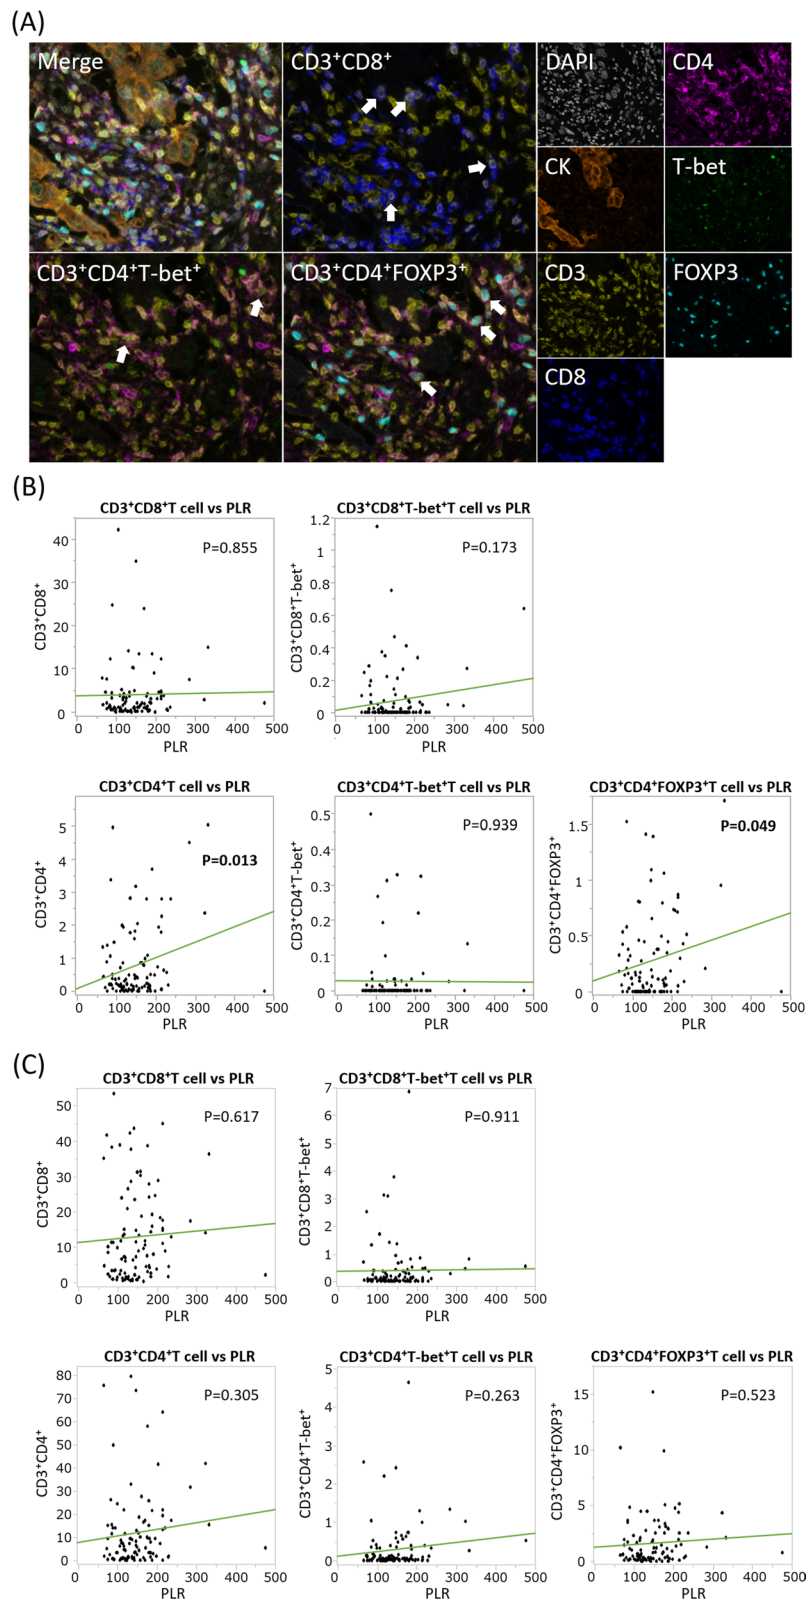 (A)
Merge
CD3⁺CD8⁺
DAPI
CD4
CK
T-bet
CD3⁺CD4⁺T-bet⁺
CD3⁺CD4⁺FOXP3⁺
CD3
FOXP3
CD8
(B)
CD3⁺CD8⁺T cell vs PLR
P=0.855
CD3⁺CD8⁺
40
30
20
10
0
0 100 200 300 400 500
PLR
CD3⁺CD8⁺T-bet⁺T cell vs PLR
P=0.173
CD3⁺CD8⁺T-bet⁺
1.2
1
0.8
0.6
0.4
0.2
0
0 100 200 300 400 500
PLR
CD3⁺CD4⁺T cell vs PLR
P=0.013
CD3⁺CD4⁺
5
4
3
2
1
0
0 100 200 300 400 500
PLR
CD3⁺CD4⁺T-bet⁺T cell vs PLR
P=0.939
CD3⁺CD4⁺T-bet⁺
0.5
0.4
0.3
0.2
0.1
0
0 100 200 300 400 500
PLR
CD3⁺CD4⁺FOXP3⁺T cell vs PLR
P=0.049
CD3⁺CD4⁺FOXP3⁺
1.5
1
0.5
0
0 100 200 300 400 500
PLR
(C)
CD3⁺CD8⁺T cell vs PLR
P=0.617
CD3⁺CD8⁺
50
40
30
20
10
0
0 100 200 300 400 500
PLR
CD3⁺CD8⁺T-bet⁺T cell vs PLR
P=0.911
CD3⁺CD8⁺T-bet⁺
7
6
5
4
3
2
1
0
0 100 200 300 400 500
PLR
CD3⁺CD4⁺T cell vs PLR
P=0.305
CD3⁺CD4⁺
80
70
60
50
40
30
20
10
0
0 100 200 300 400 500
PLR
CD3⁺CD4⁺T-bet⁺T cell vs PLR
P=0.263
CD3⁺CD4⁺T-bet⁺
5
4
3
2
1
0
0 100 200 300 400 500
PLR
CD3⁺CD4⁺FOXP3⁺T cell vs PLR
P=0.523
CD3⁺CD4⁺FOXP3⁺
15
10
5
0
0 100 200 300 400 500
PLR